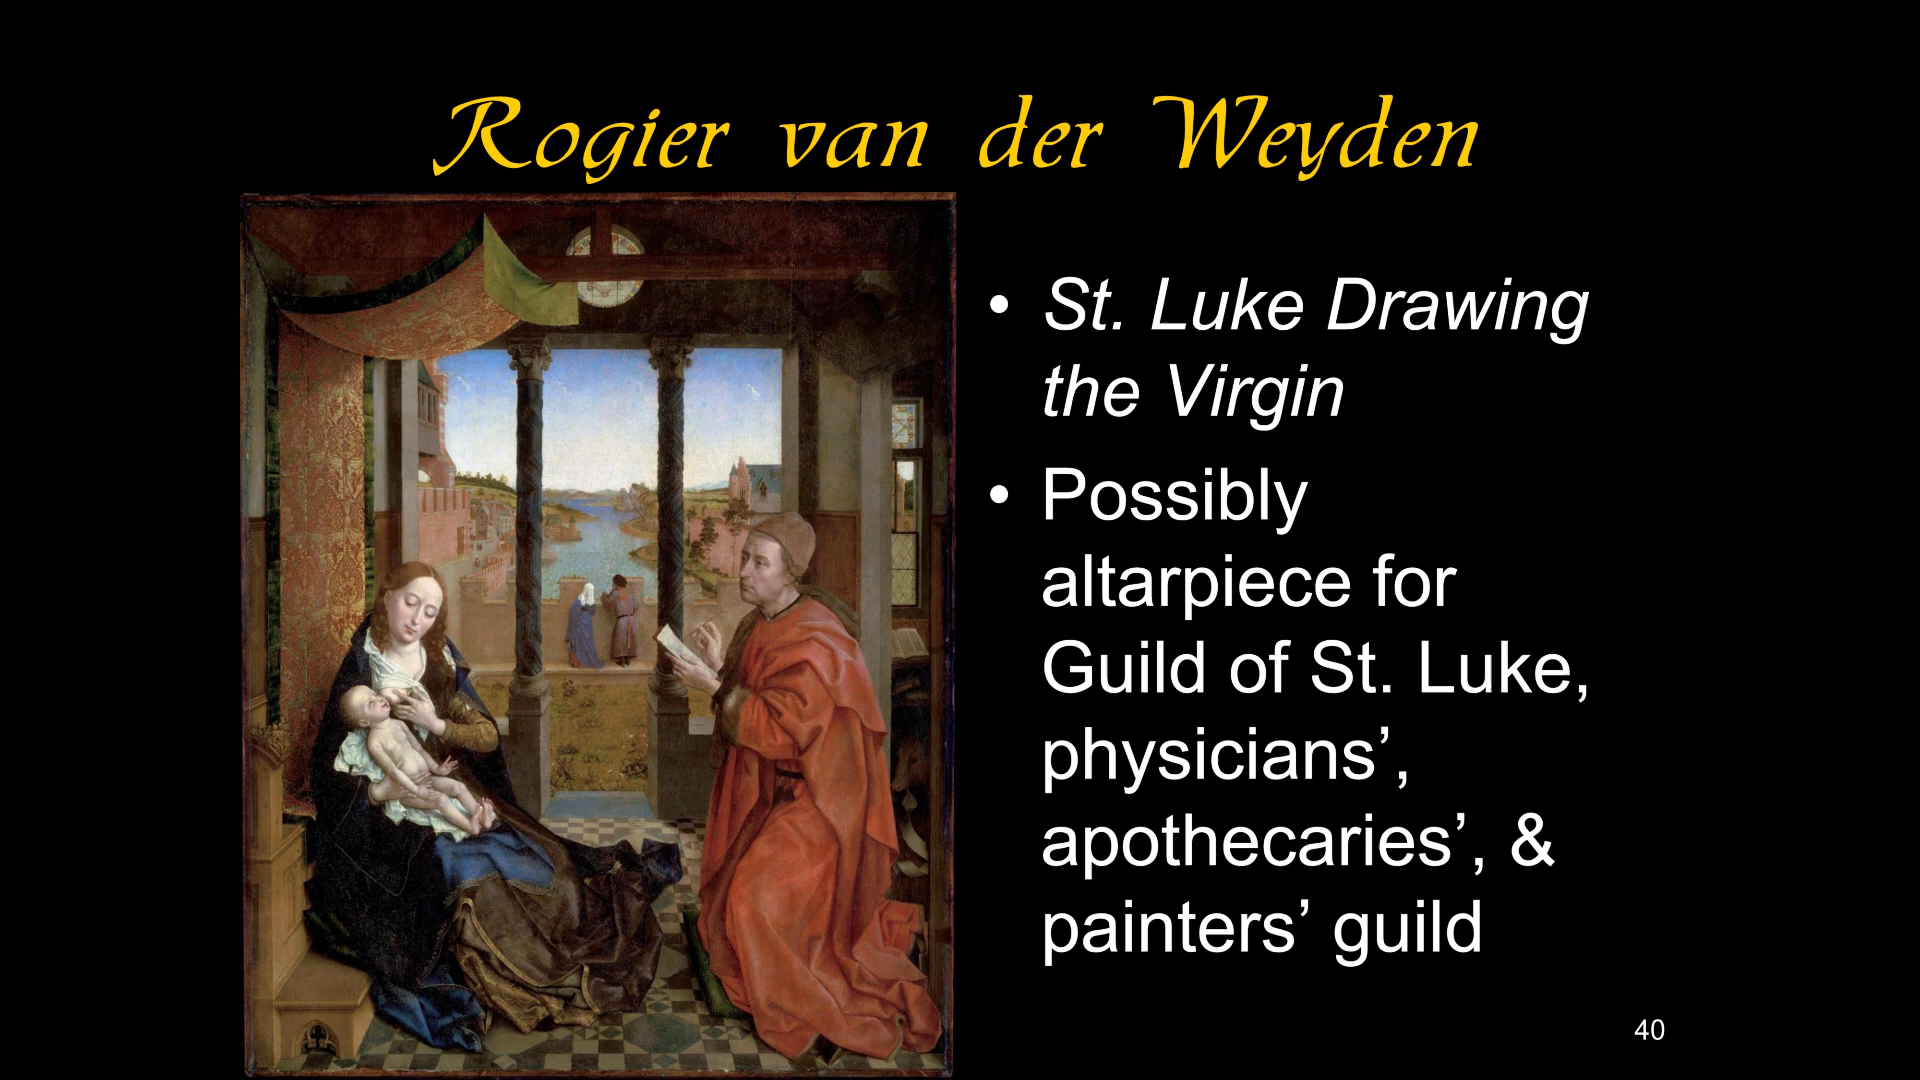 Rogier van der Weyden
• St. Luke Drawing
the Virgin
• Possibly
altarpiece for
Guild of St. Luke,
physicians’,
apothecaries’, &
painters’ guild
40